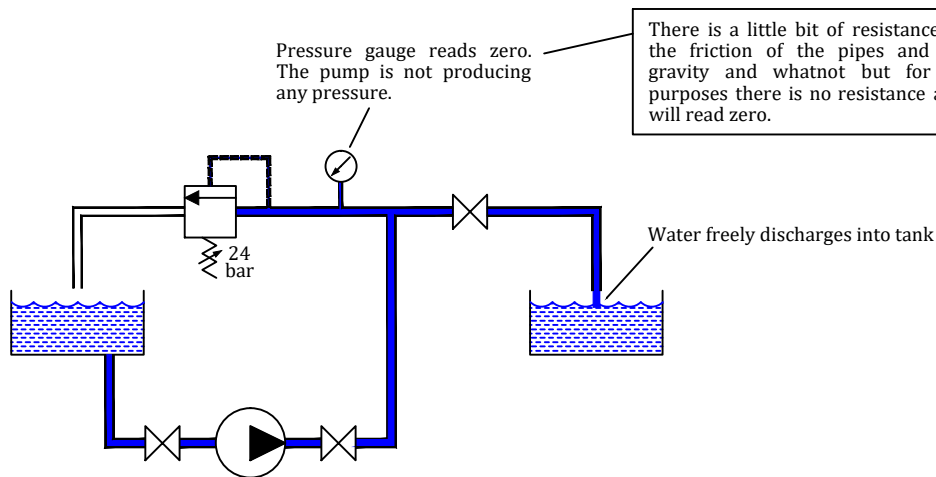 Pressure gauge reads zero.
The pump is not producing
any pressure.
There is a little bit of resistance
the friction of the pipes and
gravity and whatnot but for
purposes there is no resistance
will read zero.
24
bar
Water freely discharges into tank